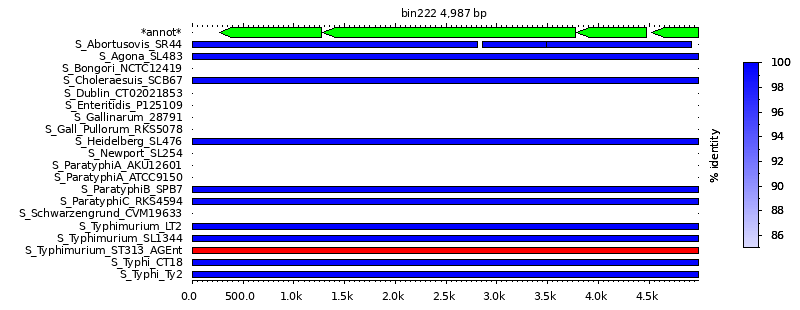 bin222 4,987 bp
*annot*
S_Abortusovis_SR44
S_Agona_SL483
S_Bongori_NCTC12419
S_Choleraesuis_SCB67
S_Dublin_CT02021853
S_Enteritidis_P125109
S_Gallinarum_28791
S_Gall_Pullorum_RKS5078
S_Heidelberg_SL476
S_Newport_SL254
S_ParatyphiA_AKU12601
S_ParatyphiA_ATCC9150
S_ParatyphiB_SPB7
S_ParatyphiC_RKS4594
S_Schwarzengrund_CVM19633
S_Typhimurium_LT2
S_Typhimurium_SL1344
S_Typhimurium_ST313_AGEnt
S_Typhi_CT18
S_Typhi_Ty2
0.0 500.0 1.0k 1.5k 2.0k 2.5k 3.0k 3.5k 4.0k 4.5k
% identity
100
98
96
94
92
90
88
86